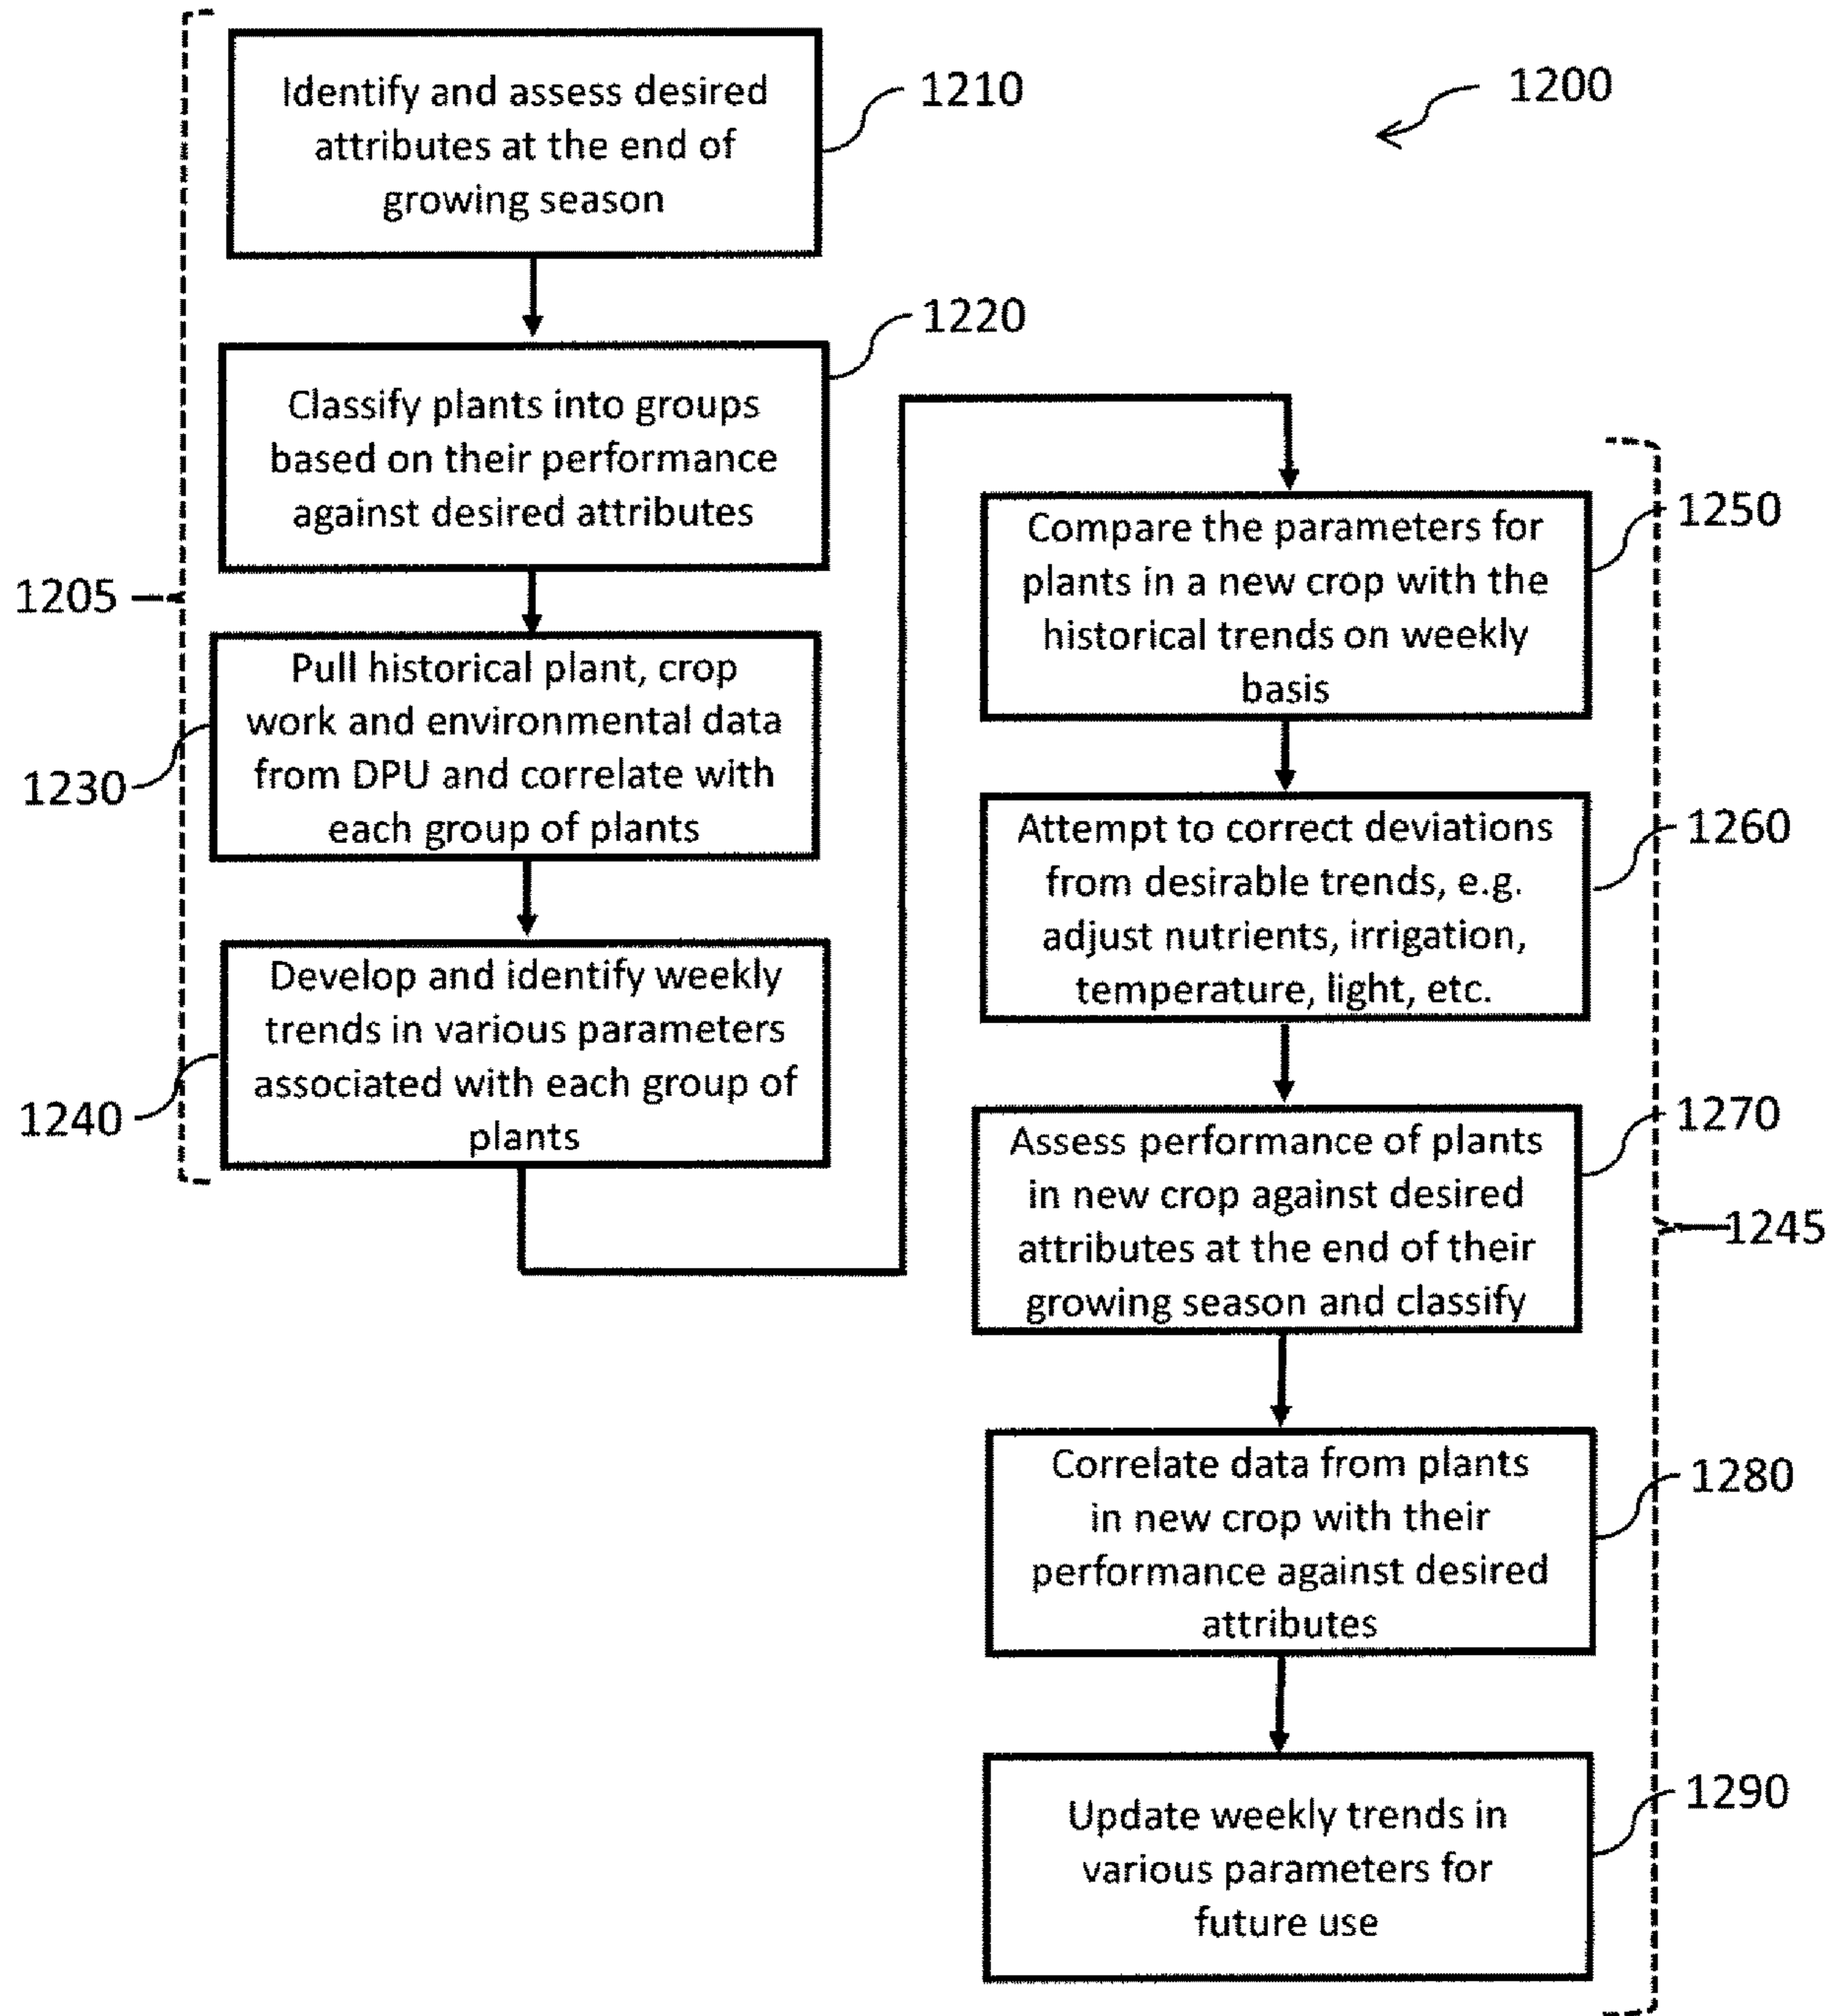 1200
1205
Identify and assess desired
attributes at the end of
growing season
1210
Classify plants into groups
based on their performance
against desired attributes
1220
Pull historical plant, crop
work and environmental data
from DPU and correlate with
each group of plants
1230
Develop and identify weekly
trends in various parameters
associated with each group of
plants
1240
1245
Compare the parameters for
plants in a new crop with the
historical trends on weekly
basis
1250
Attempt to correct deviations
from desirable trends, e.g.
adjust nutrients, irrigation,
temperature, light, etc.
1260
Assess performance of plants
in new crop against desired
attributes at the end of their
growing season and classify
1270
Correlate data from plants
in new crop with their
performance against desired
attributes
1280
Update weekly trends in
various parameters for
future use
1290